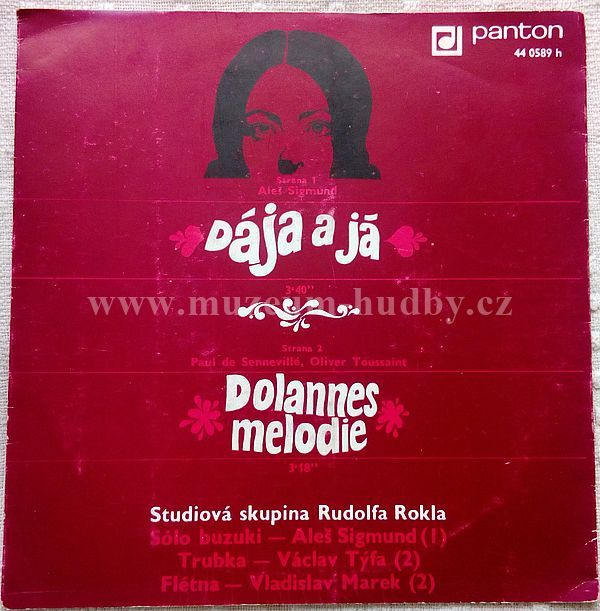 panton
44 0589 h
Strana 1
Aleš Sigmund
Dája a já
3'40''
www.muzeum-hudby.cz
Strana 2
Paul de Sennevillé, Oliver Toussaint
Dolannes
melodie
3'18''
Studiová skupina Rudolfa Rokla
Sólo buzuki — Aleš Sigmund (1)
Trubka — Václav Týfa (2)
Flétna — Vladislav Marek (2)